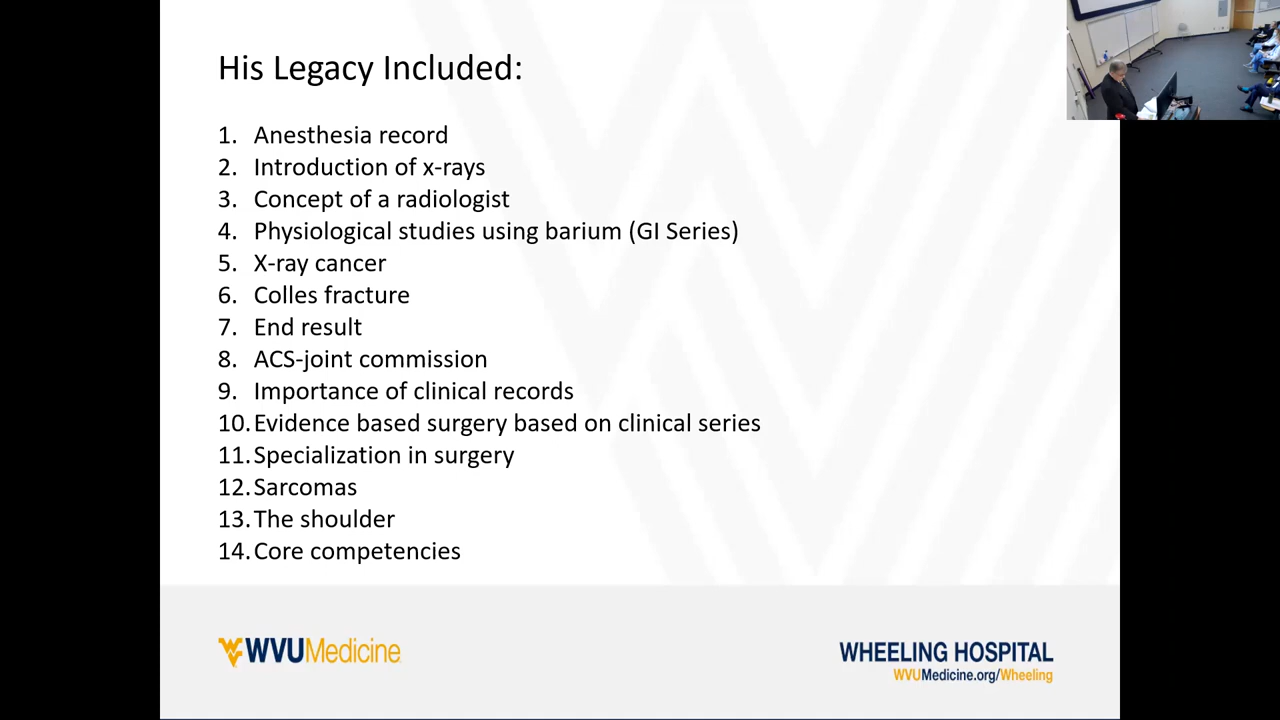 His Legacy Included:
1. Anesthesia record
2. Introduction of x-rays
3. Concept of a radiologist
4. Physiological studies using barium (GI Series)
5. X-ray cancer
6. Colles fracture
7. End result
8. ACS-joint commission
9. Importance of clinical records
10. Evidence based surgery based on clinical series
11. Specialization in surgery
12. Sarcomas
13. The shoulder
14. Core competencies
WVUMedicine
WHEELING HOSPITAL
WVUMedicine.org/Wheeling